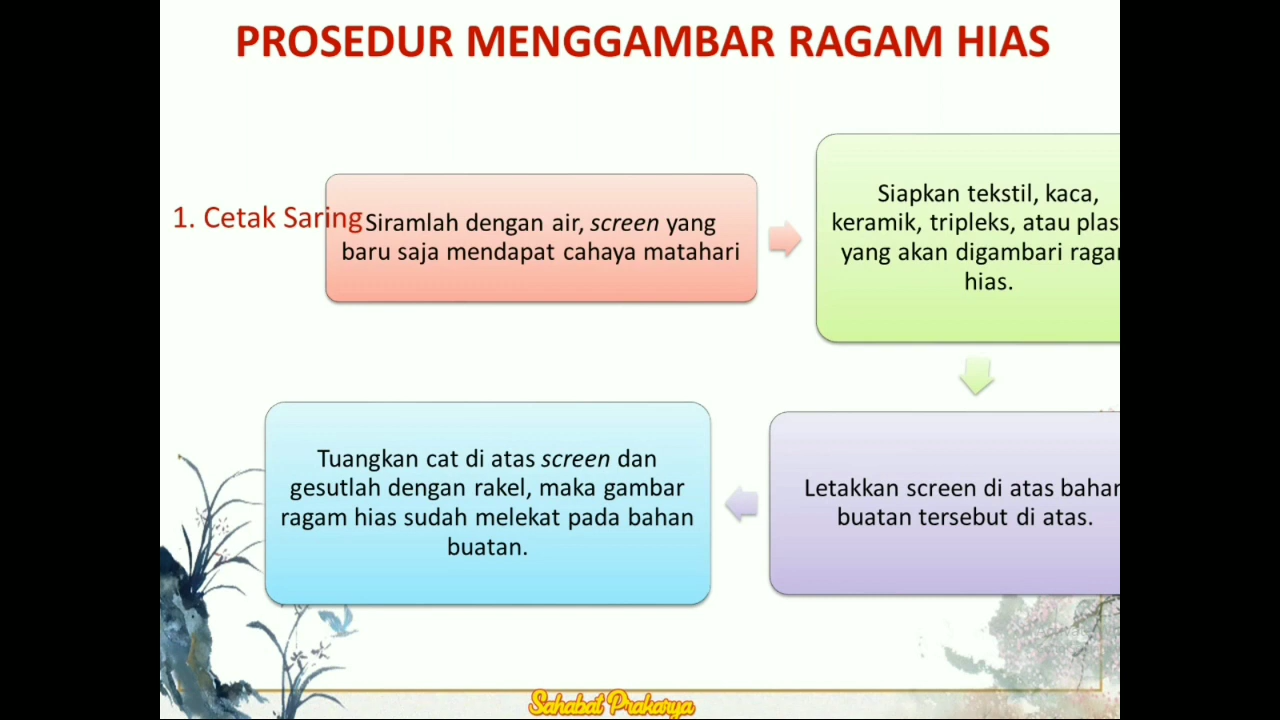 PROSEDUR MENGGAMBAR RAGAM HIAS
1. Cetak Saring
Siramlah dengan air, screen yang
baru saja mendapat cahaya matahari
Siapkan tekstil, kaca,
keramik, tripleks, atau plas
yang akan digambari raga
hias.
Letakkan screen di atas bahan
buatan tersebut di atas.
Tuangkan cat di atas screen dan
gesutlah dengan rakel, maka gambar
ragam hias sudah melekat pada bahan
buatan.
Sahabat Prakarya